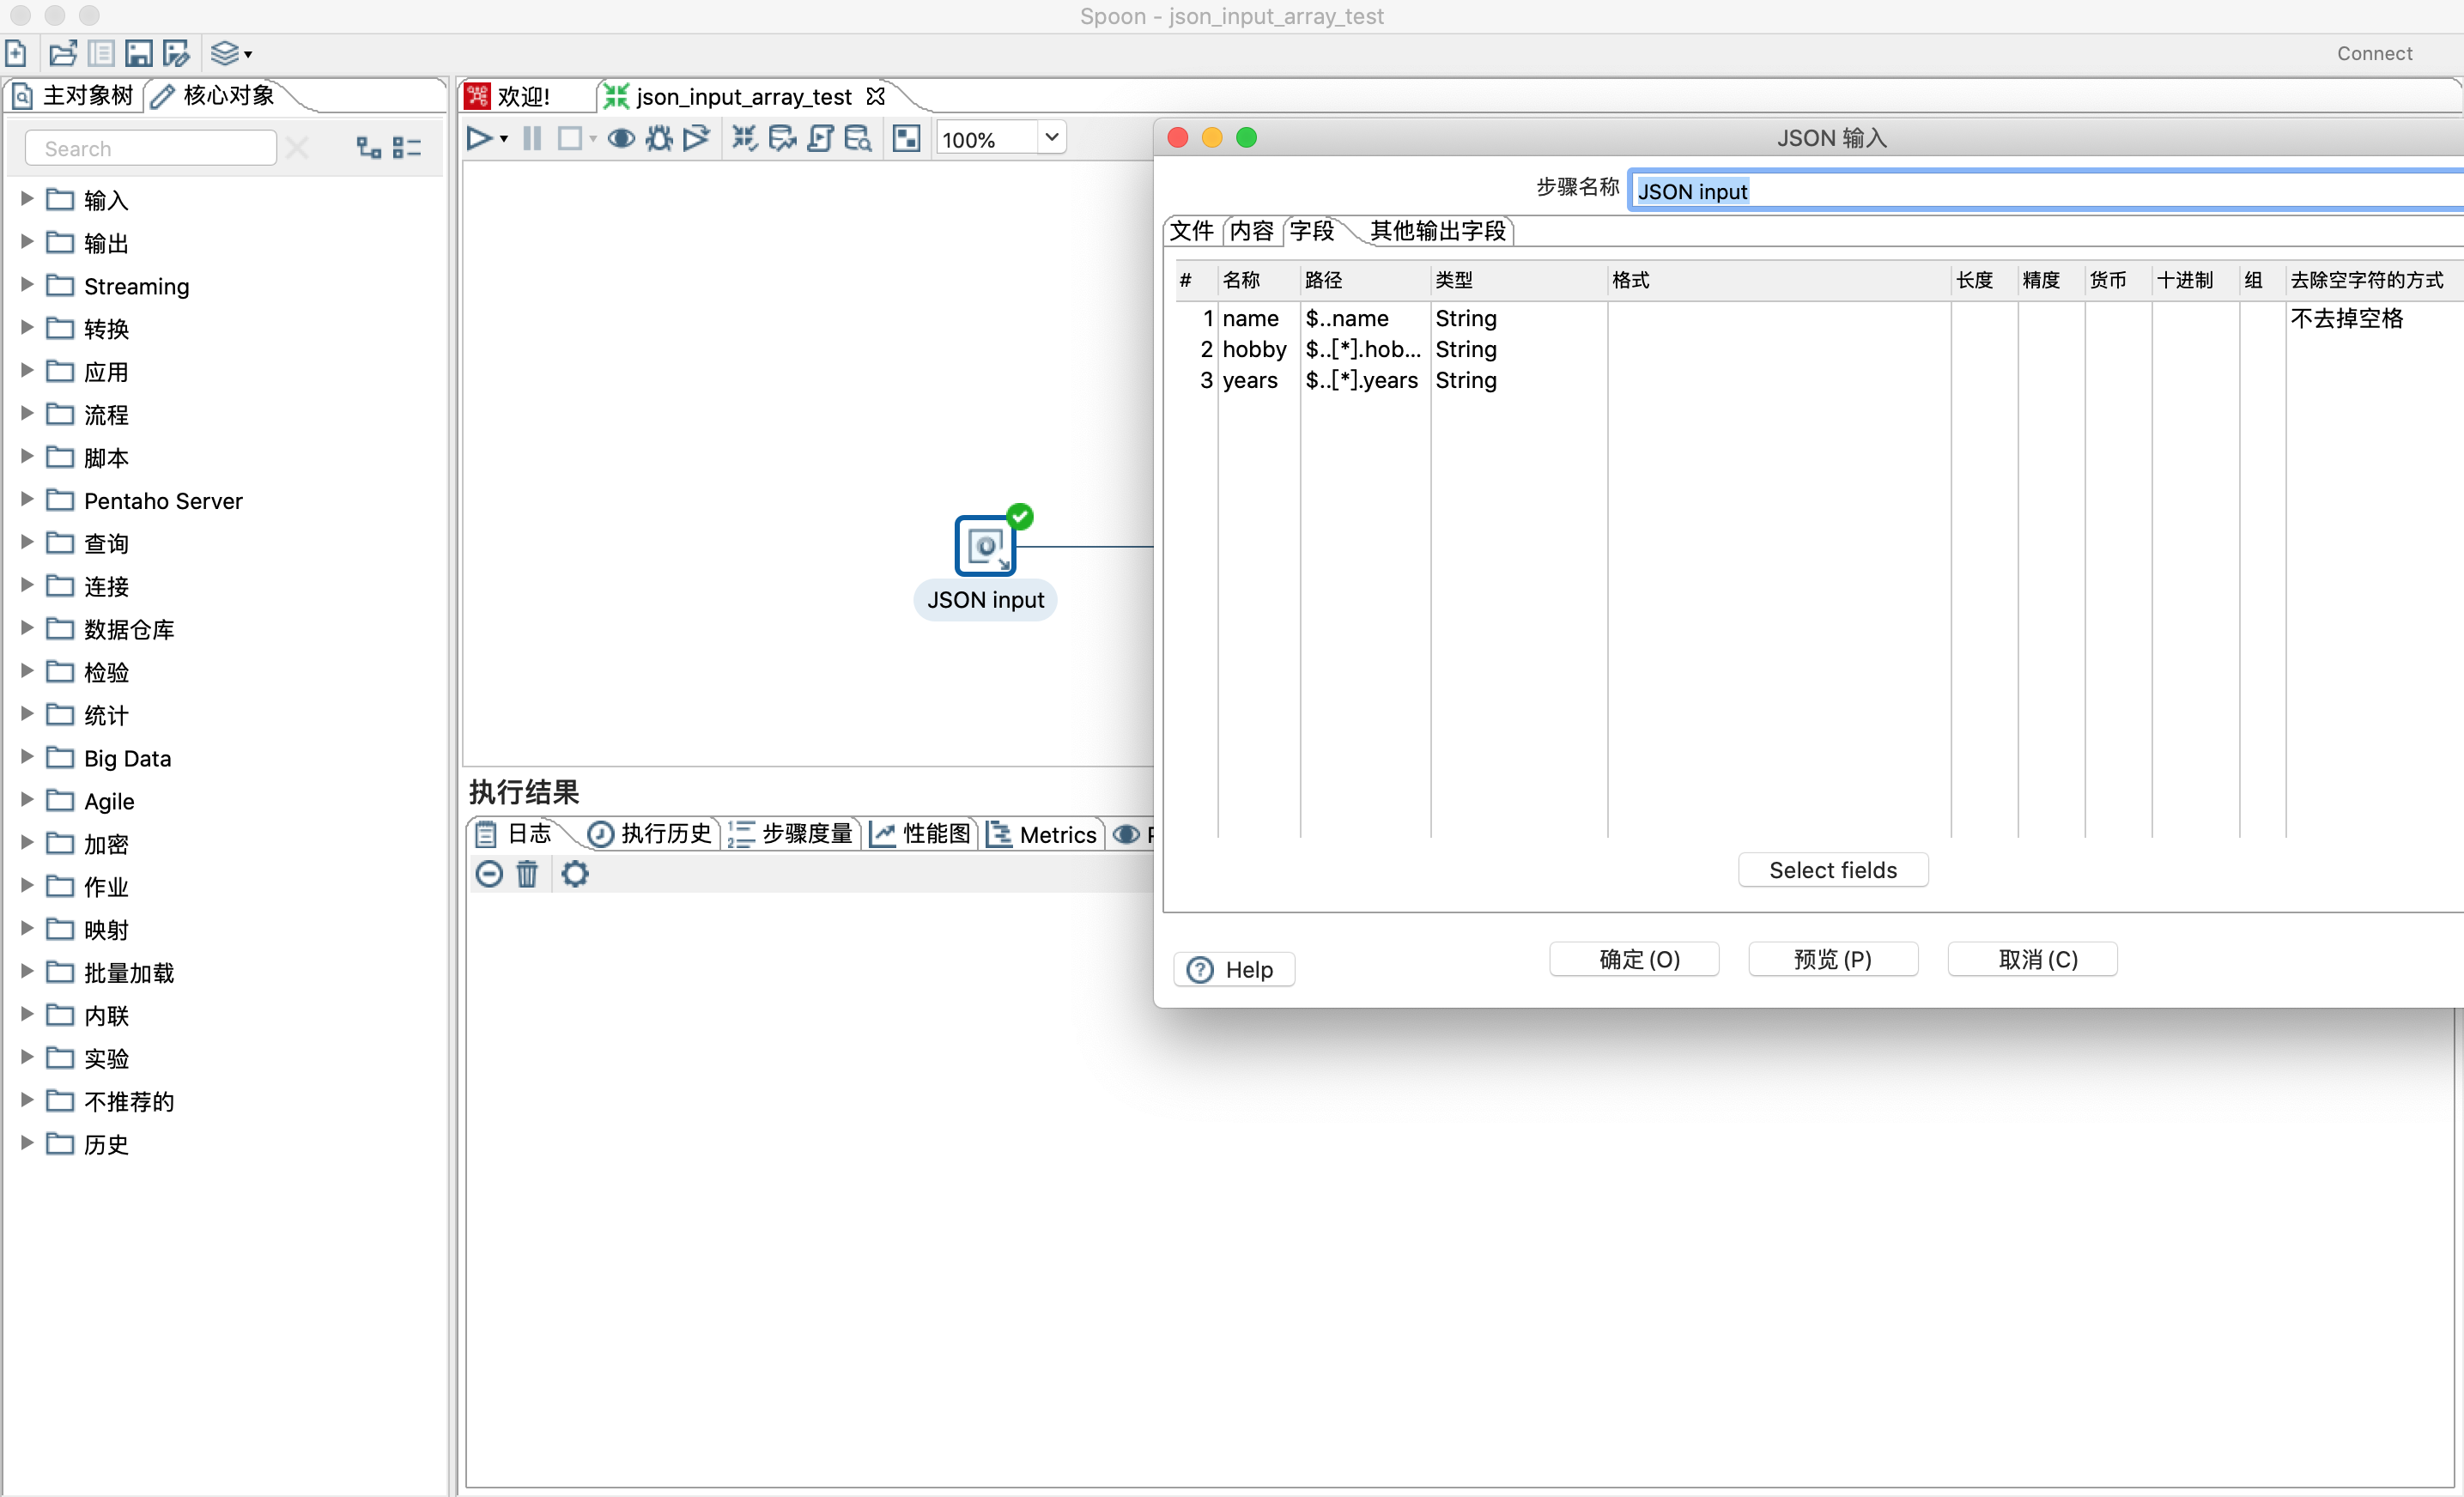 Spoon - json_input_array_test
Connect
主对象树 核心对象
欢迎! json_input_array_test
Search
100%
输入
输出
Streaming
转换
应用
流程
脚本
Pentaho Server
查询
连接
数据仓库
检验
统计
Big Data
Agile
加密
作业
映射
批量加载
内联
实验
不推荐的
历史
JSON input
执行结果
日志 执行历史 步骤度量 性能图 Metrics
JSON 输入
步骤名称 JSON input
文件 内容 字段 其他输出字段
# 名称 路径 类型 格式 长度 精度 货币 十进制 组 去除空字符的方式
1 name $..name String 不去掉空格
2 hobby $..[*].hob... String
3 years $..[*].years String
Select fields
Help 确定(O) 预览(P) 取消(C)